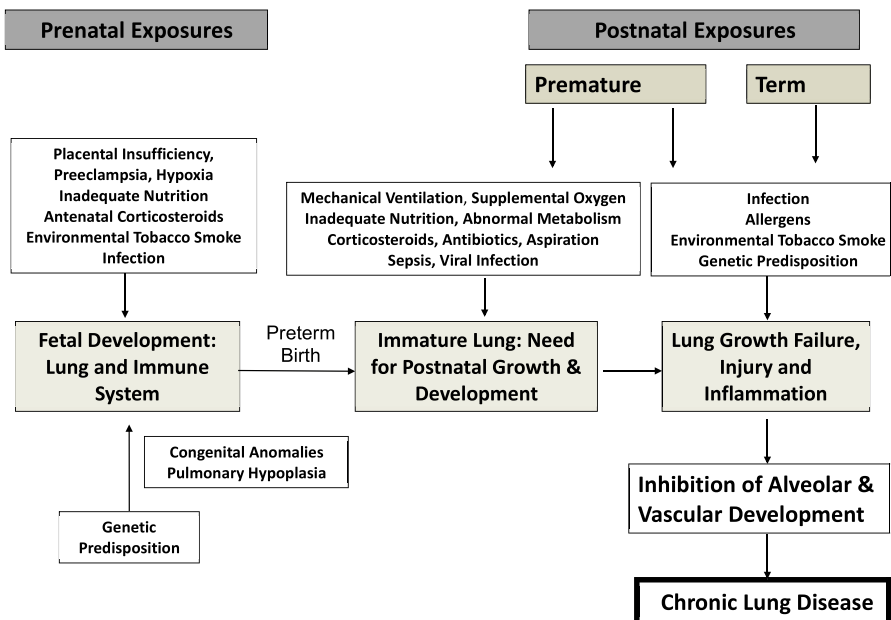 Prenatal Exposures
Postnatal Exposures
Premature
Term
Placental Insufficiency,
Preeclampsia, Hypoxia
Inadequate Nutrition
Antenatal Corticosteroids
Environmental Tobacco Smoke
Infection
Mechanical Ventilation, Supplemental Oxygen
Inadequate Nutrition, Abnormal Metabolism
Corticosteroids, Antibiotics, Aspiration
Sepsis, Viral Infection
Infection
Allergens
Environmental Tobacco Smoke
Genetic Predisposition
Fetal Development:
Lung and Immune
System
Preterm
Birth
Immature Lung: Need
for Postnatal Growth &
Development
Lung Growth Failure,
Injury and
Inflammation
Congenital Anomalies
Pulmonary Hypoplasia
Genetic
Predisposition
Inhibition of Alveolar &
Vascular Development
Chronic Lung Disease